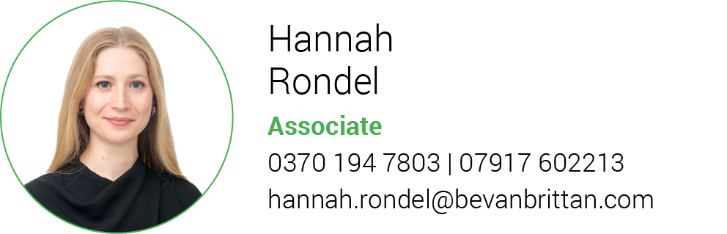 Hannah
Rondel
Associate
0370 194 7803 | 07917 602213
hannah.rondel@bevanbrittan.com